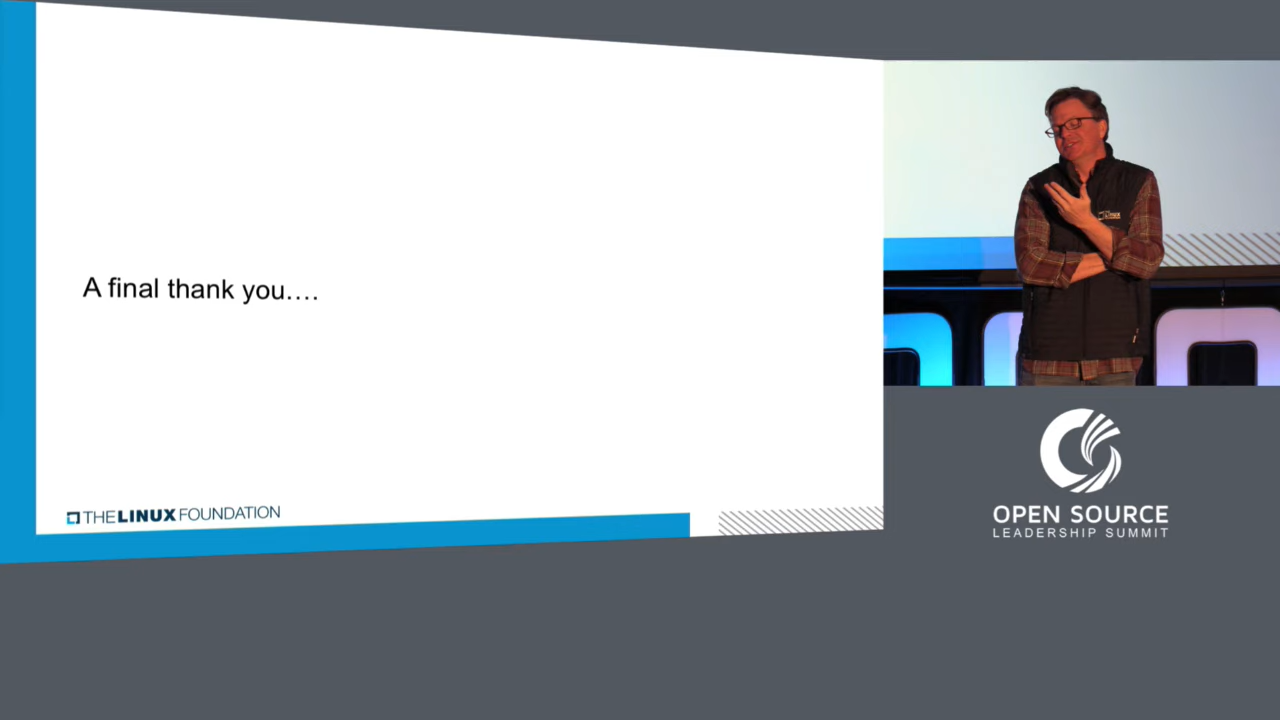 A final thank you….
THE LINUX FOUNDATION
OPEN SOURCE
LEADERSHIP SUMMIT